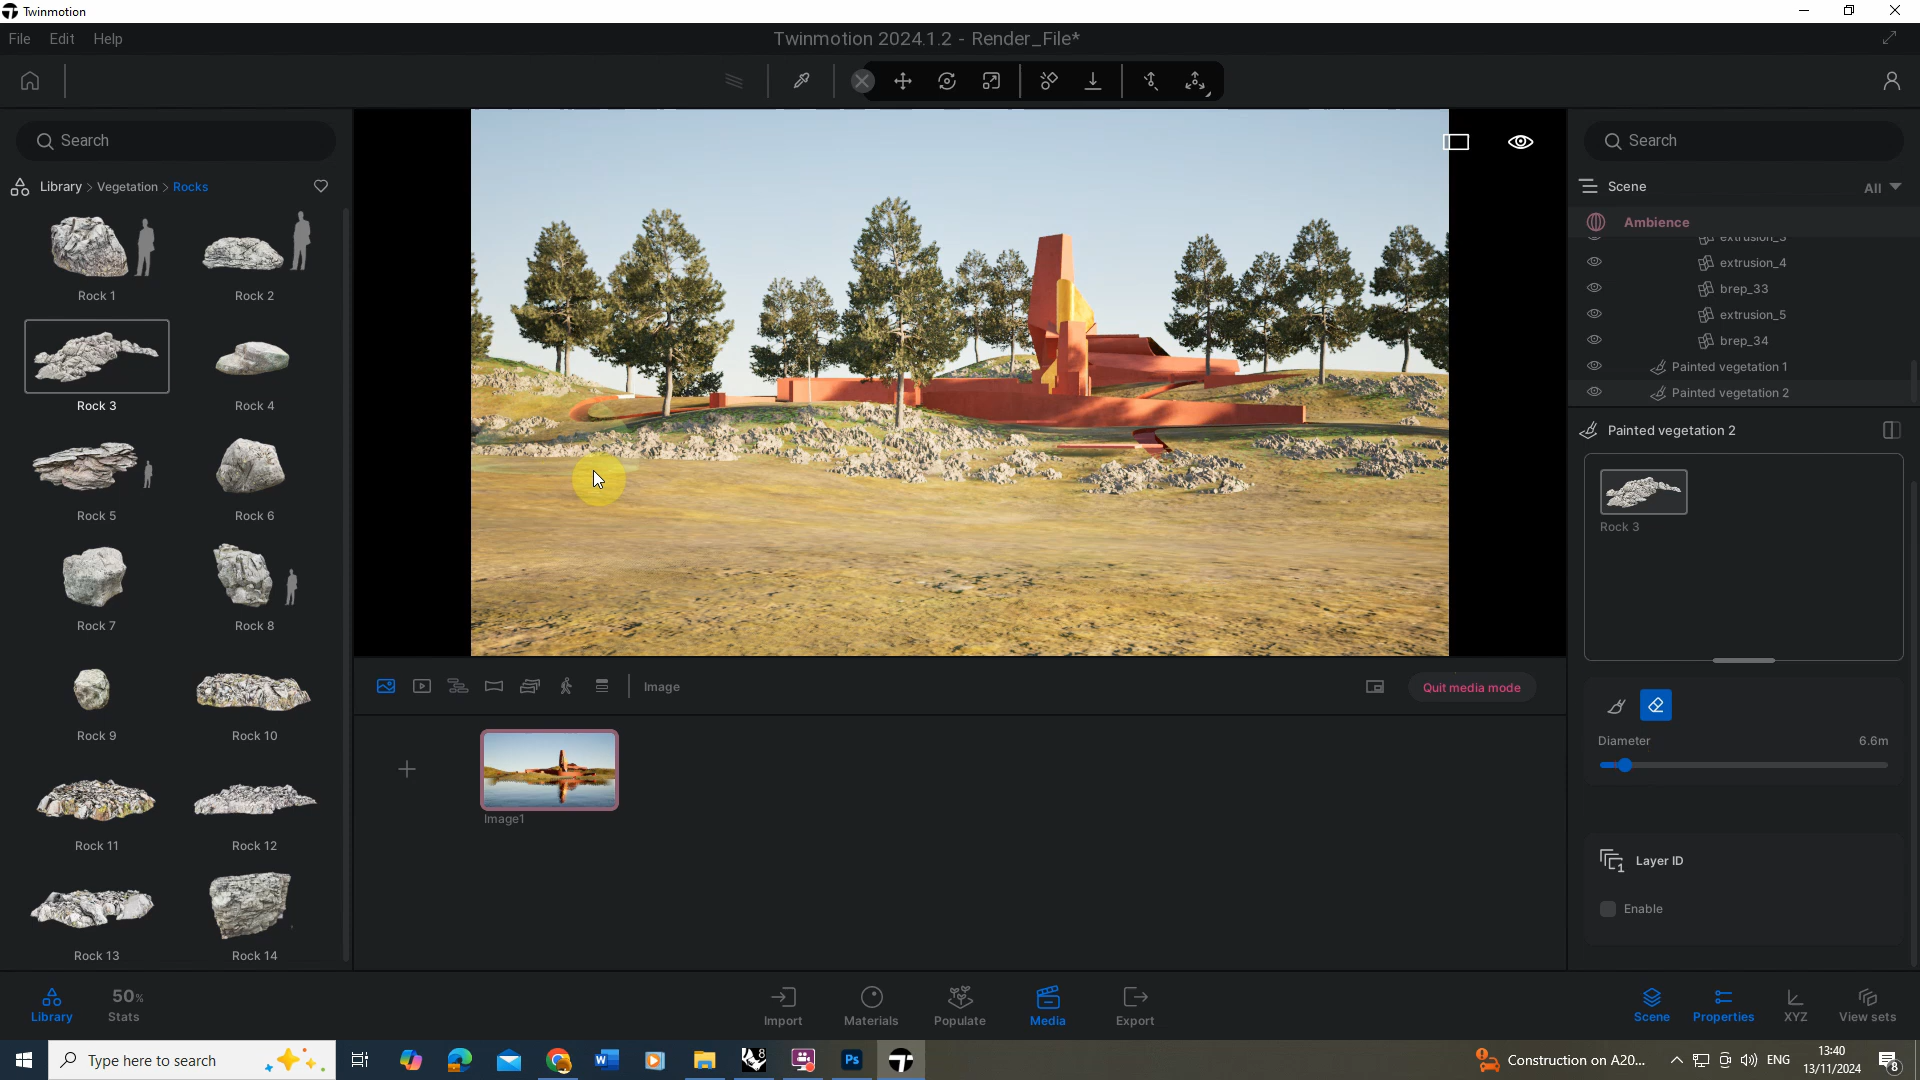 Twinmotion
File Edit Help
Twinmotion 2024.1.2 - Render_File*
Search
Library > Vegetation > Rocks
Rock 1
Rock 2
Rock 3
Rock 4
Rock 5
Rock 6
Rock 7
Rock 8
Rock 9
Rock 10
Rock 11
Rock 12
Rock 13
Rock 14
Image
Quit media mode
Image1
Search
Scene
All
Ambience
extrusion_3
extrusion_4
brep_33
extrusion_5
brep_34
Painted vegetation 1
Painted vegetation 2
Painted vegetation 2
Rock 3
Diameter 6.6m
1
Layer ID
Enable
Library
50%
Stats
Import
Materials
Populate
Media
Export
Scene
Properties
XYZ
View sets
Type here to search
W
8
Ps
Construction on A20...
ENG
13:40
13/11/2024
8